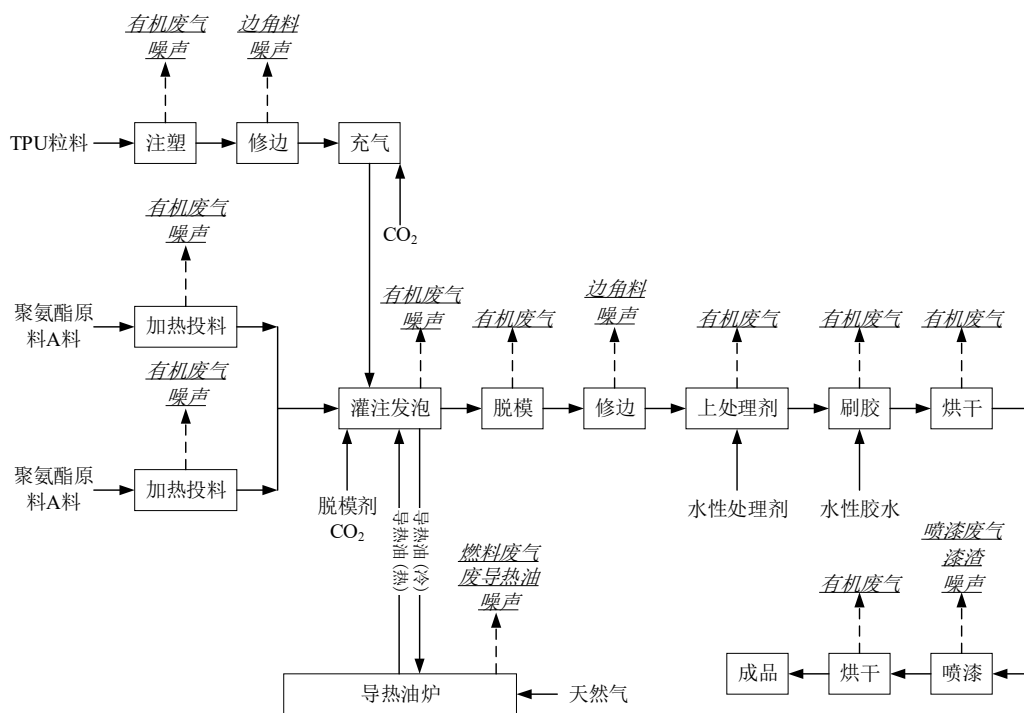 有机废气
噪声
边角料
噪声
TPU粒料
注塑
修边
充气
CO₂
有机废气
噪声
聚氨酯原
料A料
加热投料
有机废气
噪声
聚氨酯原
料A料
加热投料
有机废气
噪声
有机废气
边角料
噪声
有机废气
有机废气
有机废气
灌注发泡
脱模
修边
上处理剂
刷胶
烘干
脱模剂
CO₂
导热油(热)
导热油(冷)
水性处理剂
水性胶水
燃料废气
废导热油
噪声
有机废气
喷漆废气
漆渣
噪声
导热油炉
天然气
成品
烘干
喷漆